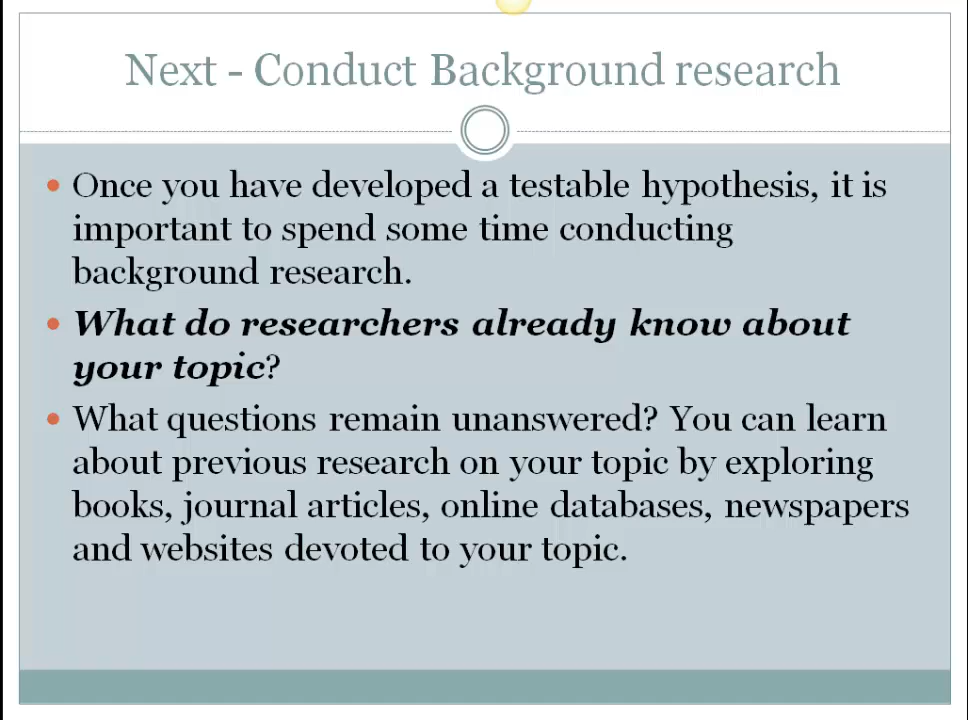 Next - Conduct Background research
• Once you have developed a testable hypothesis, it is
important to spend some time conducting
background research.
• What do researchers already know about
your topic?
• What questions remain unanswered? You can learn
about previous research on your topic by exploring
books, journal articles, online databases, newspapers
and websites devoted to your topic.